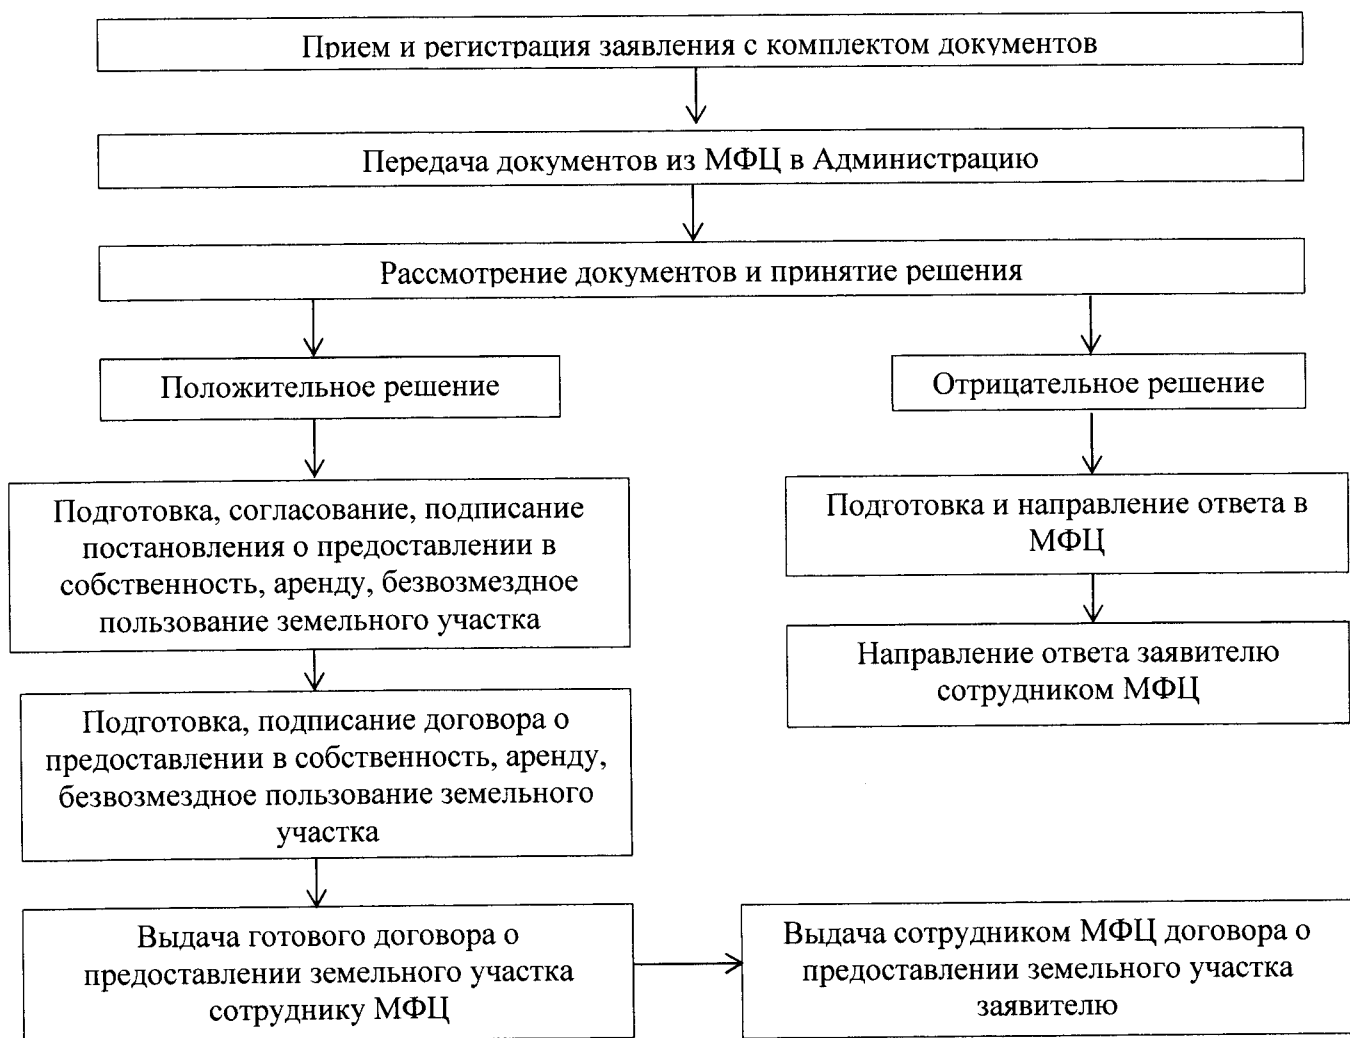 Прием и регистрация заявления с комплектом документов
Передача документов из МФЦ в Администрацию
Рассмотрение документов и принятие решения
Положительное решение
Отрицательное решение
Подготовка, согласование, подписание
постановления о предоставлении в
собственность, аренду, безвозмездное
пользование земельного участка
Подготовка и направление ответа в
МФЦ
Направление ответа заявителю
сотрудником МФЦ
Подготовка, подписание договора о
предоставлении в собственность, аренду,
безвозмездное пользование земельного
участка
Выдача готового договора о
предоставлении земельного участка
сотруднику МФЦ
Выдача сотрудником МФЦ договора о
предоставлении земельного участка
заявителю